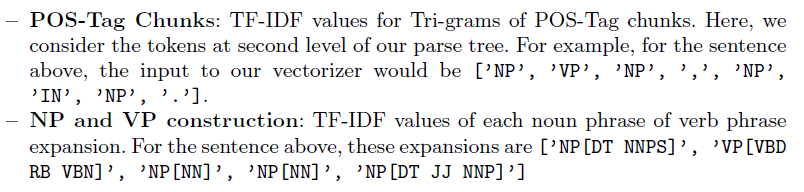 – POS-Tag Chunks: TF-IDF values for Tri-grams of POS-Tag chunks. Here, we
consider the tokens at second level of our parse tree. For example, for the sentence
above, the input to our vectorizer would be ['NP', 'VP', 'NP', ',', 'NP',
'IN', 'NP', '.'].
– NP and VP construction: TF-IDF values of each noun phrase of verb phrase
expansion. For the sentence above, these expansions are ['NP[DT NNPS]', 'VP[VBD
RB VBN]', 'NP[NN]', 'NP[NN]', 'NP[DT JJ NNP]']